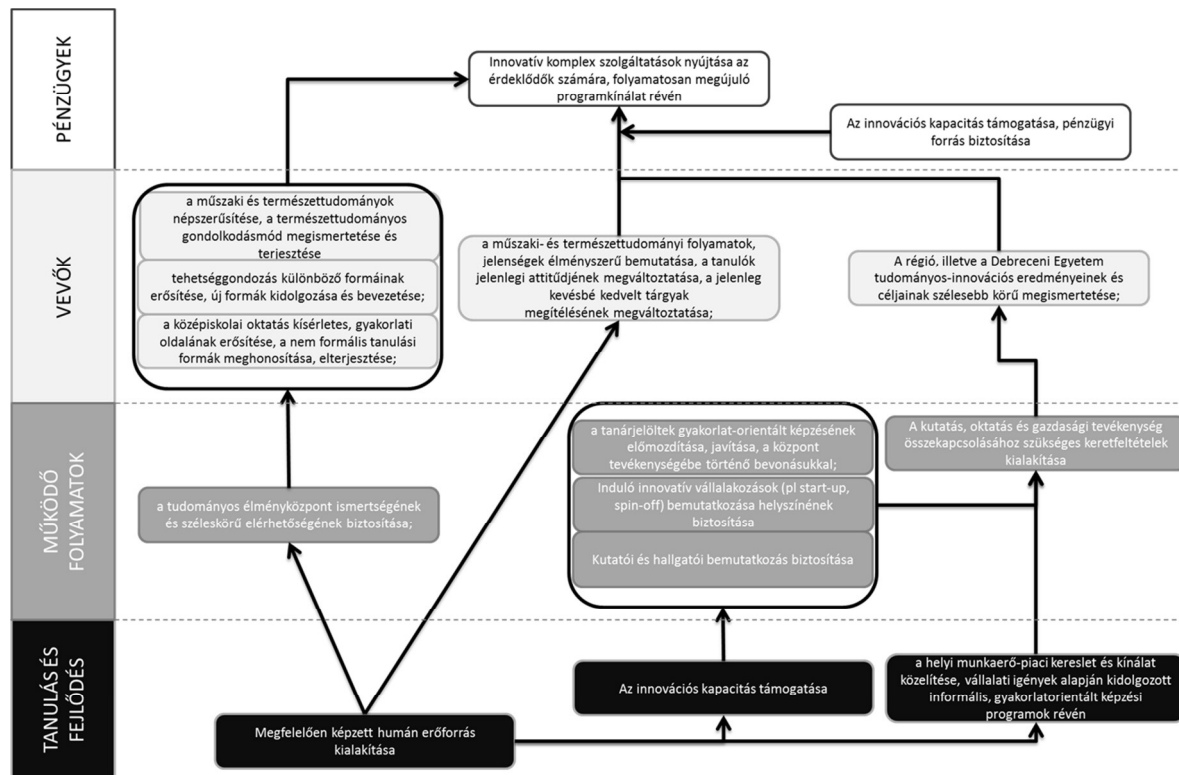 PÉNZÜGYEK
Innovatív komplex szolgáltatások nyújtása az
érdeklődők számára, folyamatosan megújuló
programkínálat révén
Az innovációs kapacitás támogatása, pénzügyi
forrás biztosítása
VEVŐK
a műszaki és természettudományok
népszerűsítése, a természettudományos
gondolkodásmód megismertetése és
terjesztése
tehetséggondozás különböző formáinak
erősítése, új formák kidolgozása és bevezetése;
a középiskolai oktatás kísérletes, gyakorlati
oldalának erősítése, a nem formális tanulási
formák meghonosítása, elterjesztése;
a műszaki- és természettudományi folyamatok,
jelenségek élményszerű bemutatása, a tanulók
jelenlegi attitűdjének megváltoztatása, a jelenleg
kevésbé kedvelt tárgyak
megítélésének megváltoztatása;
A régió, illetve a Debreceni Egyetem
tudományos-innovációs eredményeinek és
céljainak szélesebb körű megismertetése;
MŰKÖDŐ
FOLYAMATOK
a tudományos élményközpont ismertségének
és széleskörű elérhetőségének biztosítása;
a tanárjelöltek gyakorlat-orientált képzésének
előmozdítása, javítása, a központ
tevékenységébe történő bevonásukkal;
Induló innovatív vállalakozások (pl start-up,
spin-off) bemutatkozása helyszínének
biztosítása
Kutatói és hallgatói bemutatkozás biztosítása
A kutatás, oktatás és gazdasági tevékenység
összekapcsolásához szükséges keretfeltételek
kialakítása
TANULÁS ÉS
FEJLŐDÉS
Megfelelően képzett humán erőforrás
kialakítása
Az innovációs kapacitás támogatása
a helyi munkaerő-piaci kereslet és kínálat
közelítése, vállalati igények alapján kidolgozott
informális, gyakorlatorientált képzési
programok révén